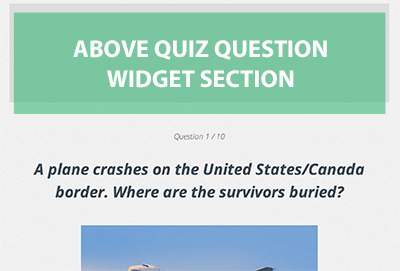 ABOVE QUIZ QUESTION
WIDGET SECTION
Question 1 / 10
A plane crashes on the United States/Canada
border. Where are the survivors buried?